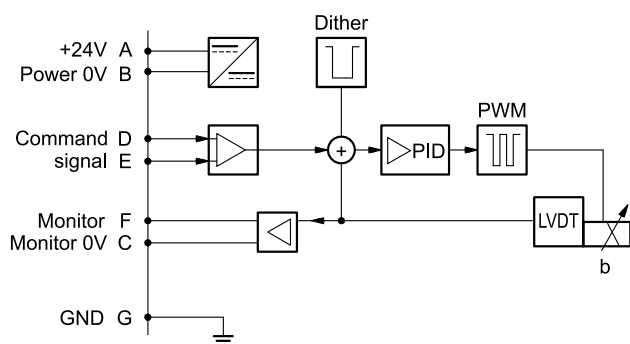 Dither
+24V A
Power 0V B
PWM
Command D
signal E
+
PID
Monitor F
Monitor 0V C
LVDT
b
GND G